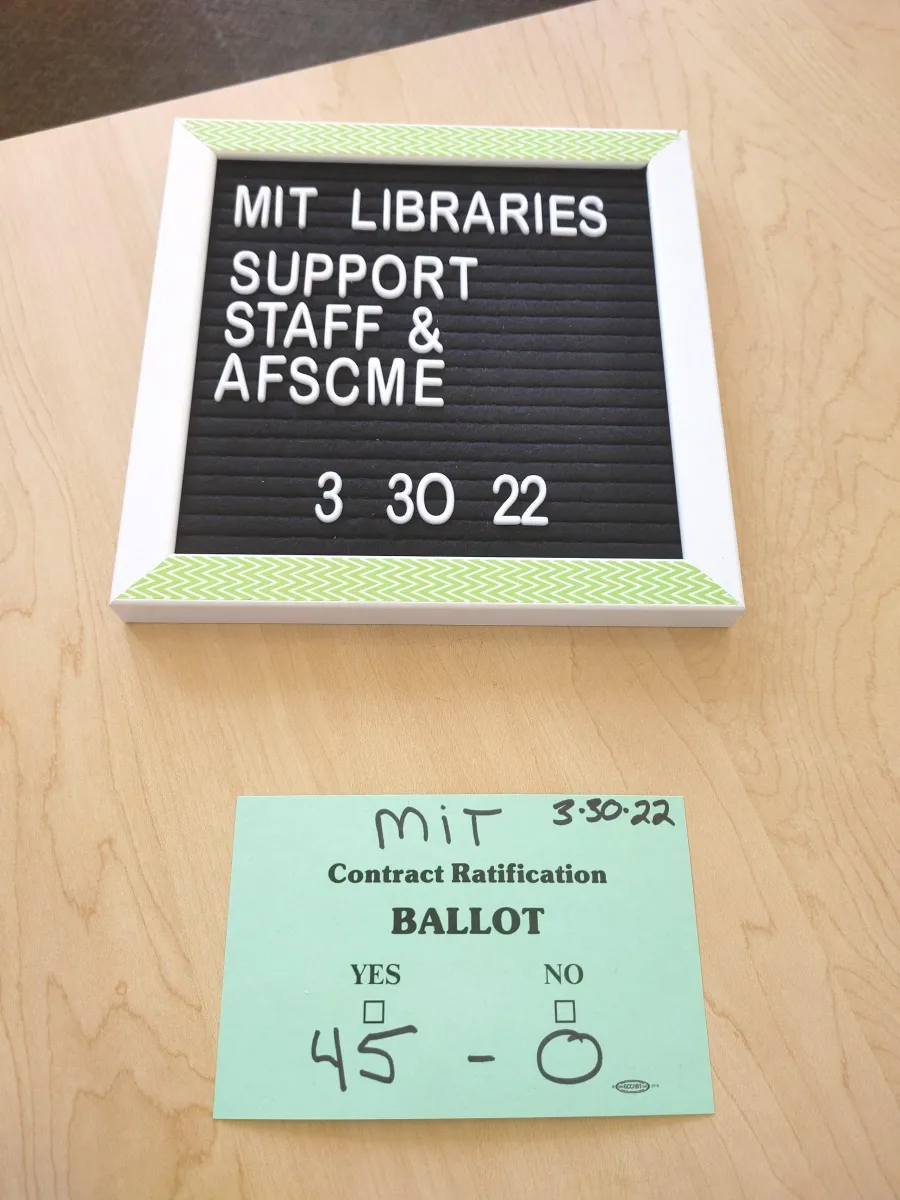 MIT LIBRARIES
SUPPORT
STAFF &
AFSCME
3 30 22
MiT 3·30·22
Contract Ratification
BALLOT
YES NO
45 - 0